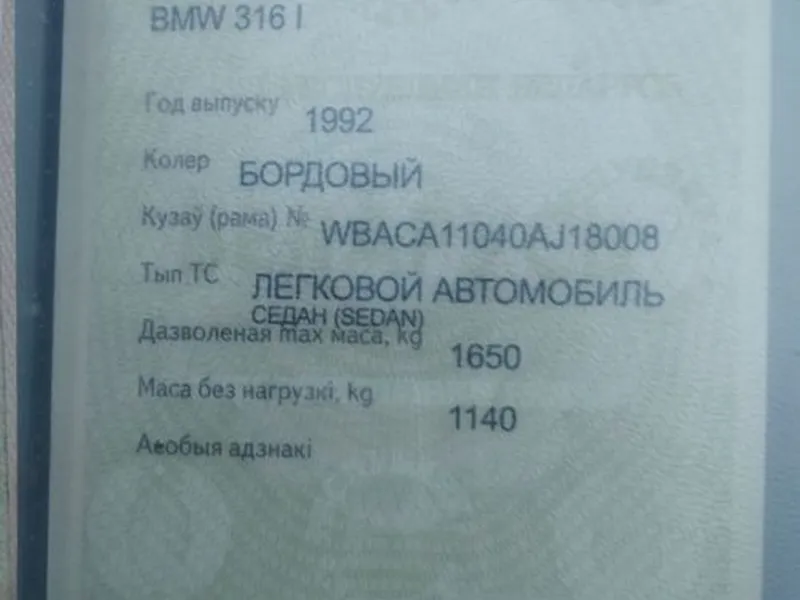 BMW 316 I
Год выпуску 1992
Колер БОРДОВЫЙ
Кузаў (рама) № WBACA11040AJ18008
Тып ТС ЛЕГКОВОЙ АВТОМОБИЛЬ
СЕДАН (SEDAN)
Дазволеная max маса, kg 1650
Маса без нагрузкі, kg 1140
Асобыя адзнакі